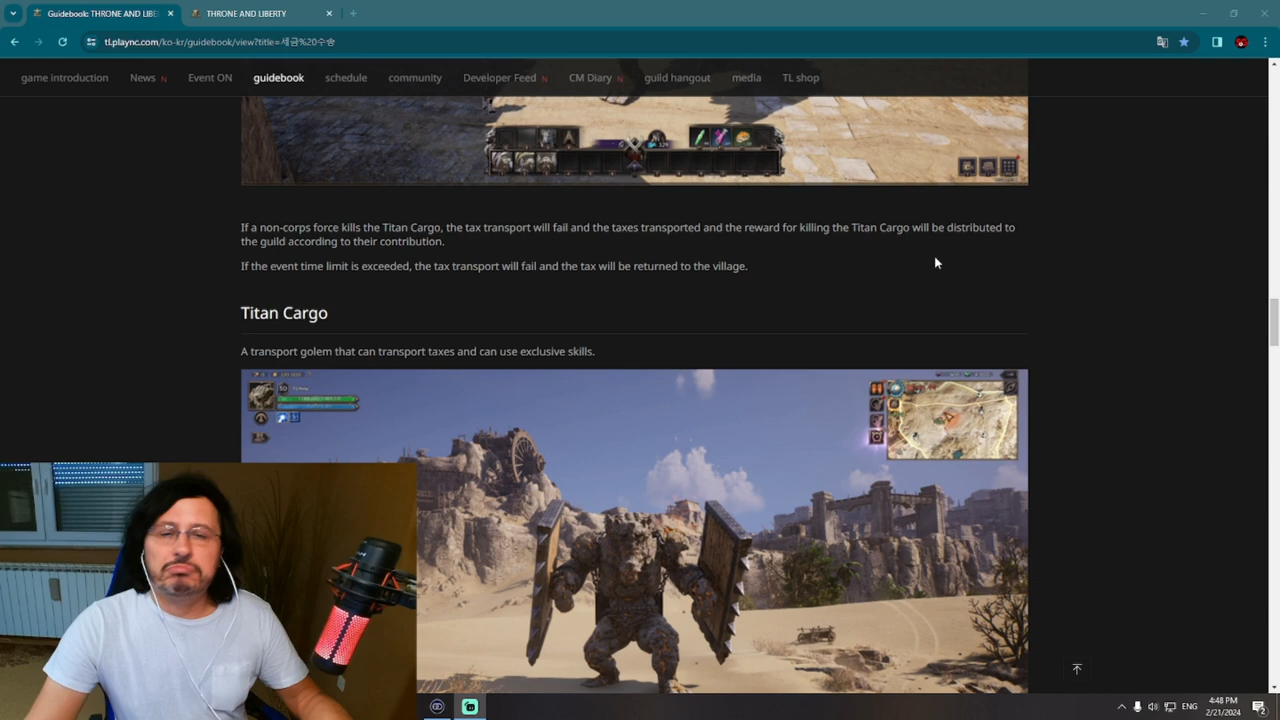 Guidebook: THRONE AND LIBE
THRONE AND LIBERTY
tl.plaync.com/ko-kr/guidebook/view?title=세금%20수송
game introduction
News N
Event ON
guidebook
schedule
community
Developer Feed N
CM Diary N
guild hangout
media
TL shop
If a non-corps force kills the Titan Cargo, the tax transport will fail and the taxes transported and the reward for killing the Titan Cargo will be distributed to
the guild according to their contribution.
If the event time limit is exceeded, the tax transport will fail and the tax will be returned to the village.
Titan Cargo
A transport golem that can transport taxes and can use exclusive skills.
50
ENG
4:48 PM
2/21/2024
2